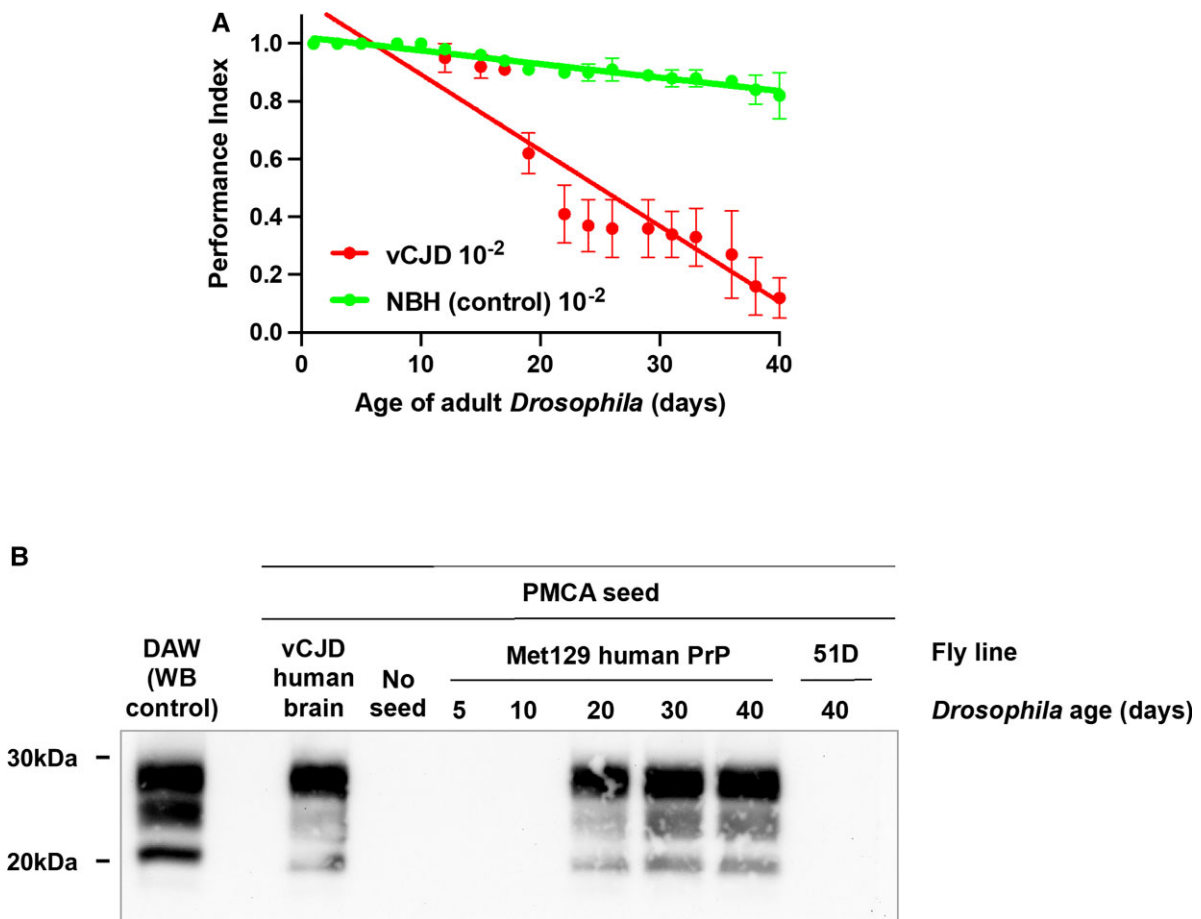 A
Performance Index
1.0
0.8
0.6
0.4
0.2
0.0
vCJD 10⁻²
NBH (control) 10⁻²
0 10 20 30 40
Age of adult Drosophila (days)
B
PMCA seed
DAW
(WB
control)
vCJD
human
brain
No
seed
Met129 human PrP
51D
Fly line
5 10 20 30 40 40
Drosophila age (days)
30kDa
20kDa